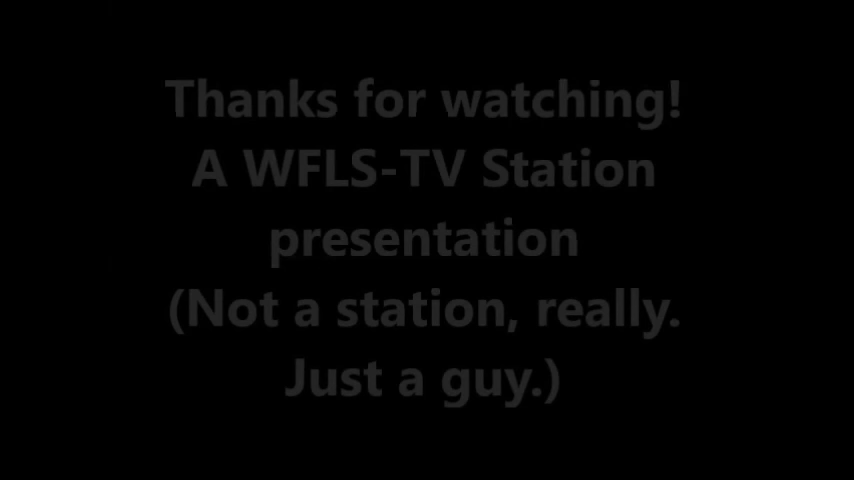 Thanks for watching!
A WFLS-TV Station
presentation
(Not a station, really.
Just a guy.)